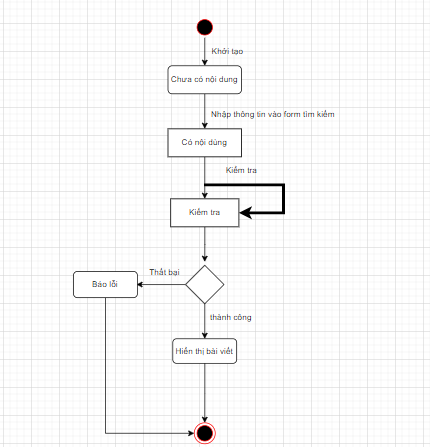 Khởi tạo
Chưa có nội dung
Nhập thông tin vào form tìm kiếm
Có nội dùng
Kiểm tra
Kiểm tra
Thất bại
Báo lỗi
thành công
Hiển thị bài viết